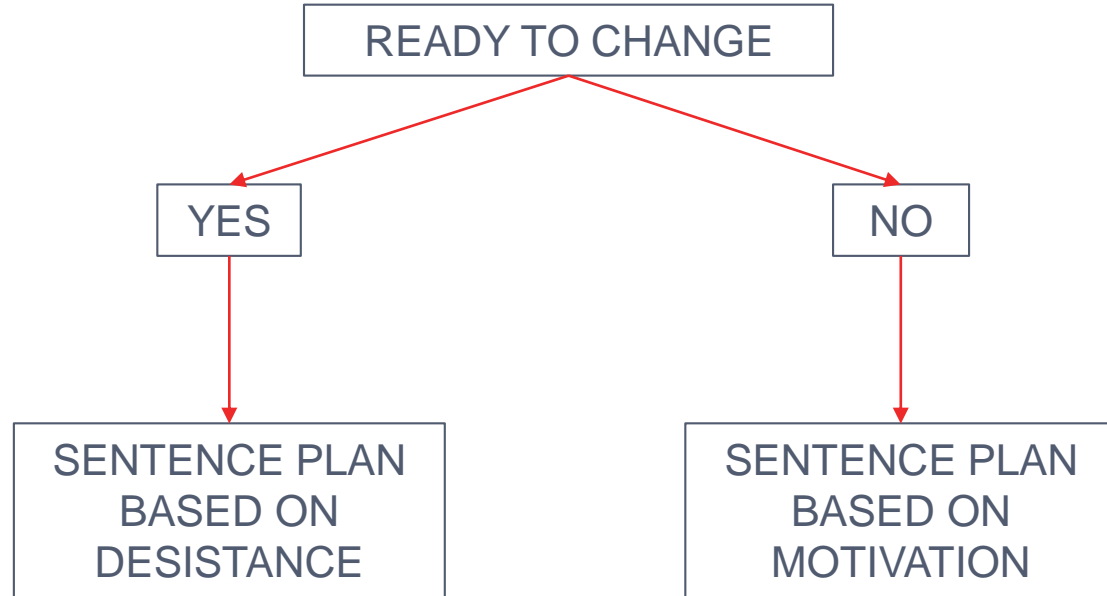 READY TO CHANGE
YES
NO
SENTENCE PLAN
BASED ON
DESISTANCE
SENTENCE PLAN
BASED ON
MOTIVATION